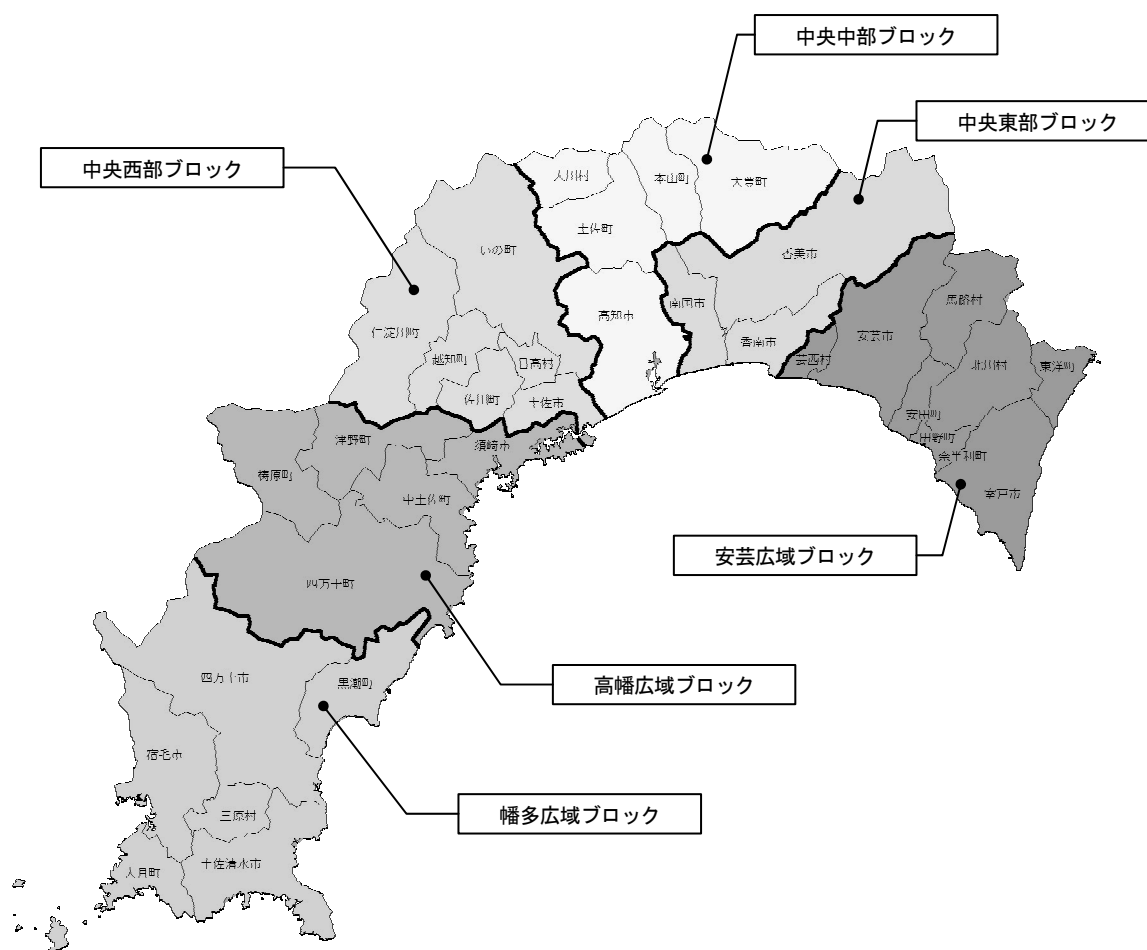 中央中部ブロック
中央東部ブロック
中央西部ブロック
本山町
大豊町
土佐町
いの町
香美市
南国市
高知市
馬路村
仁淀川町
安芸市
香南市
越知町
日高村
芸西村
北川村
東洋町
佐川町
土佐市
安田町
田野町
津野町
須崎市
奈半利町
梼原町
室戸市
中土佐町
安芸広域ブロック
四万十町
四万十市
黒潮町
高幡広域ブロック
宿毛市
三原村
幡多広域ブロック
土佐清水市